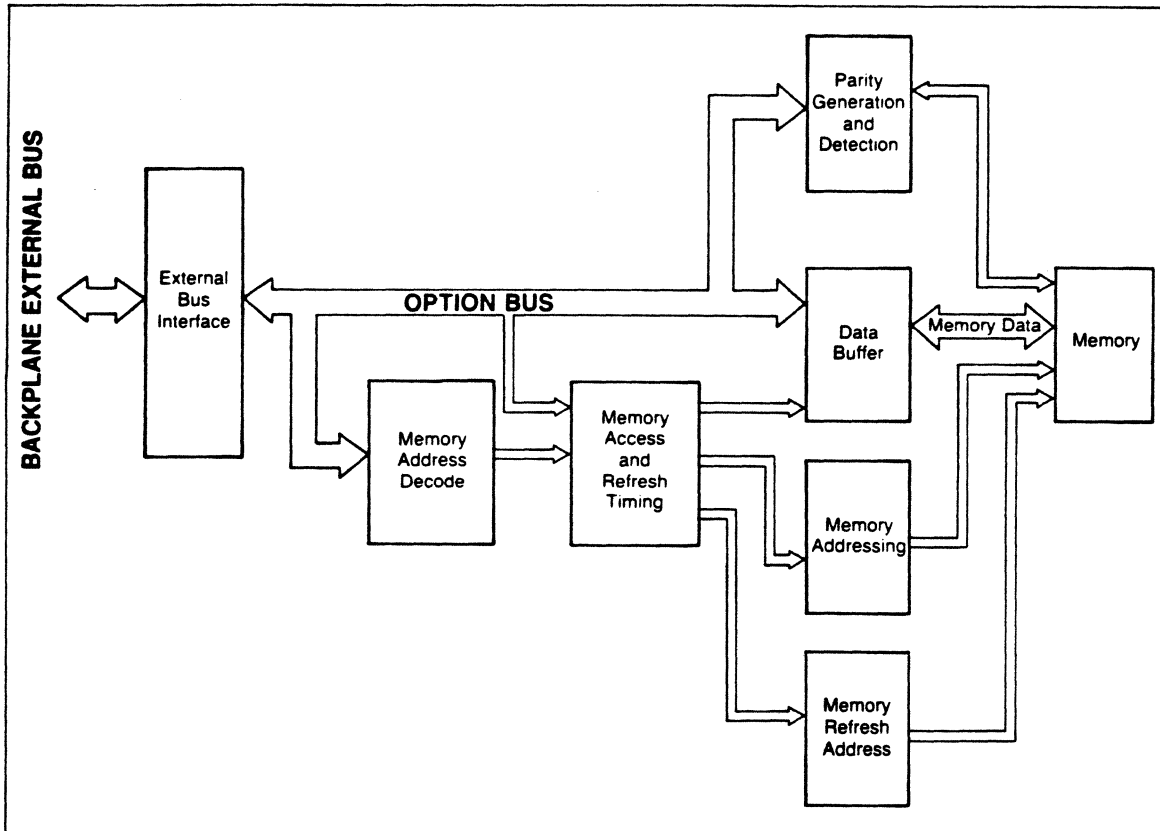 BACKPLANE EXTERNAL BUS
External
Bus
Interface
OPTION BUS
Parity
Generation
and
Detection
Data
Buffer
Memory Data
Memory
Memory
Address
Decode
Memory
Access
and
Refresh
Timing
Memory
Addressing
Memory
Refresh
Address